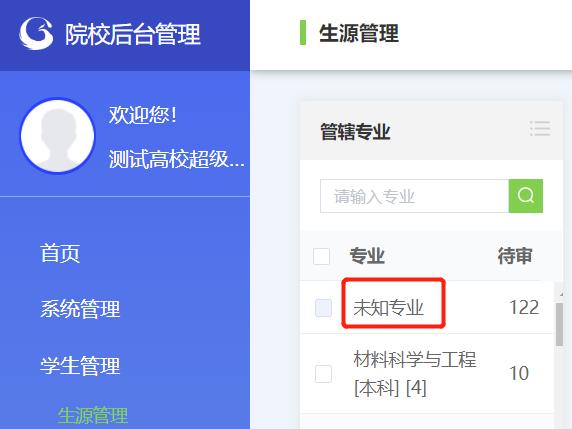 院校后台管理
生源管理
欢迎您！
测试高校超级...
管辖专业
请输入专业
首页
专业 待审
系统管理
未知专业 122
学生管理
材料科学与工程
[本科] [4] 10
生源管理